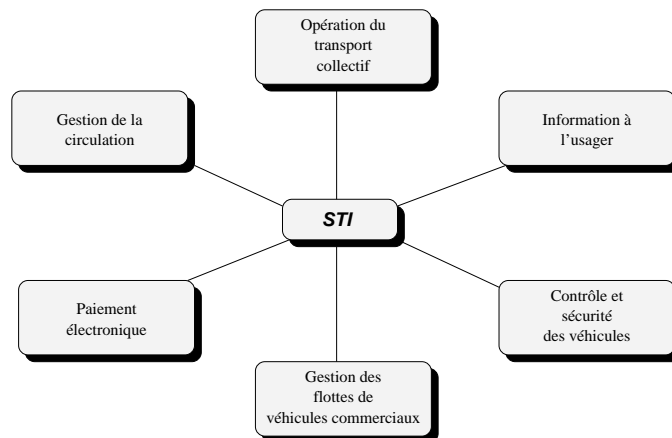 Opération du
transport
collectif
Gestion de la
circulation
Information à
l’usager
STI
Paiement
électronique
Contrôle et
sécurité
des véhicules
Gestion des
flottes de
véhicules commerciaux